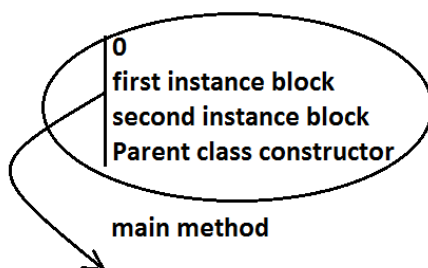 0
first instance block
second instance block
Parent class constructor
main method